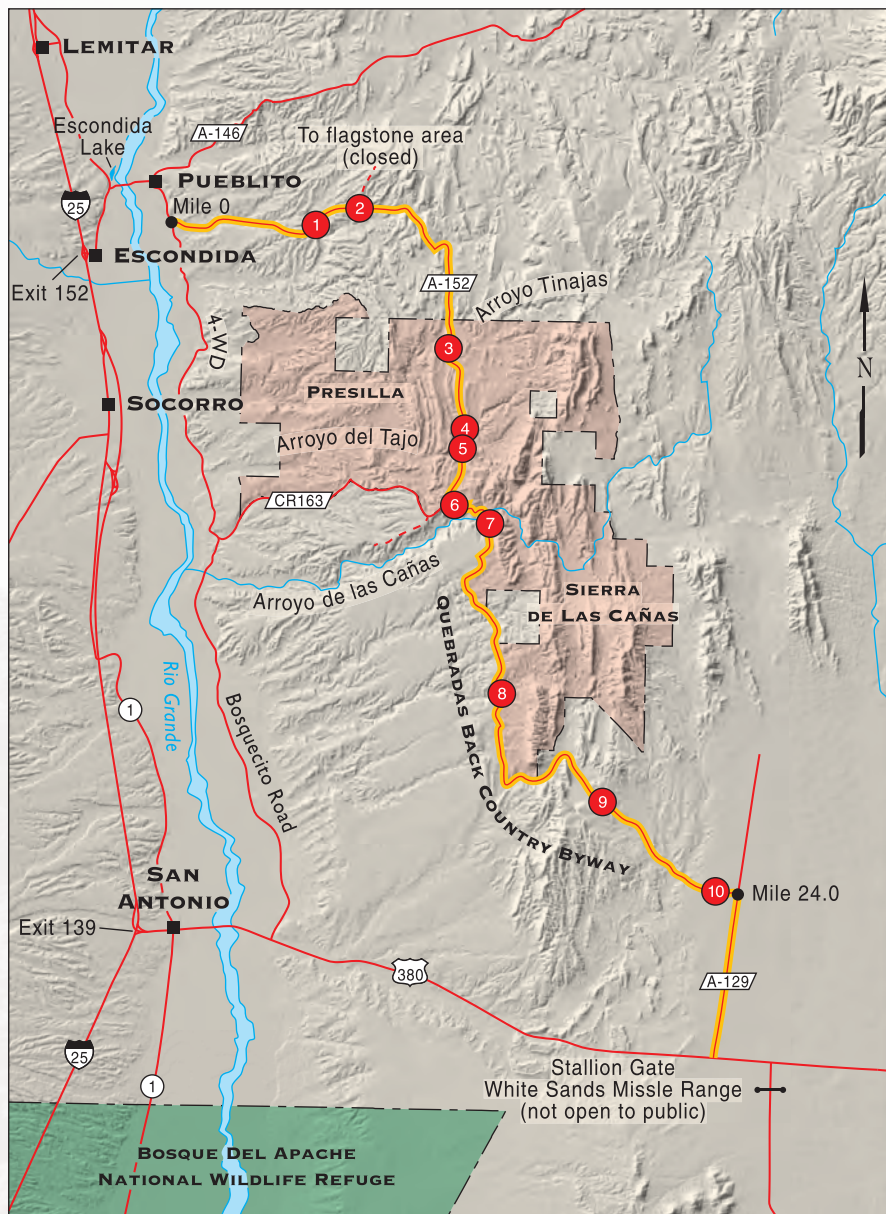 LEMITAR
Escondida
Lake
A-146
To flagstone area
(closed)
PUEBLITO
25
Mile 0
1
2
ESCONDIDA
Exit 152
A-152
Arroyo Tinajas
4-WD
3
N
PRESILLA
SOCORRO
4
Arroyo del Tajo
5
CR163
6
7
Arroyo de las Cañas
SIERRA
DE LAS CAÑAS
QUEBRADAS BACK COUNTRY BYWAY
Rio Grande
1
Bosquecito Road
8
9
SAN
ANTONIO
10
Mile 24.0
Exit 139
380
A-129
25
1
Stallion Gate
White Sands Missle Range
(not open to public)
BOSQUE DEL APACHE
NATIONAL WILDLIFE REFUGE